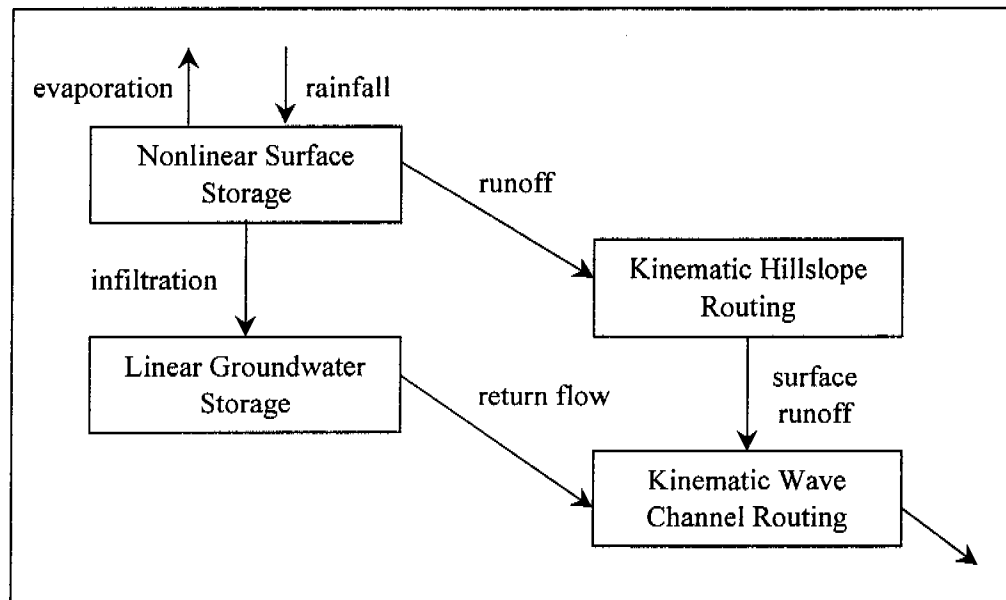 evaporation
rainfall
Nonlinear Surface
Storage
runoff
infiltration
Kinematic Hillslope
Routing
Linear Groundwater
Storage
return flow
surface
runoff
Kinematic Wave
Channel Routing